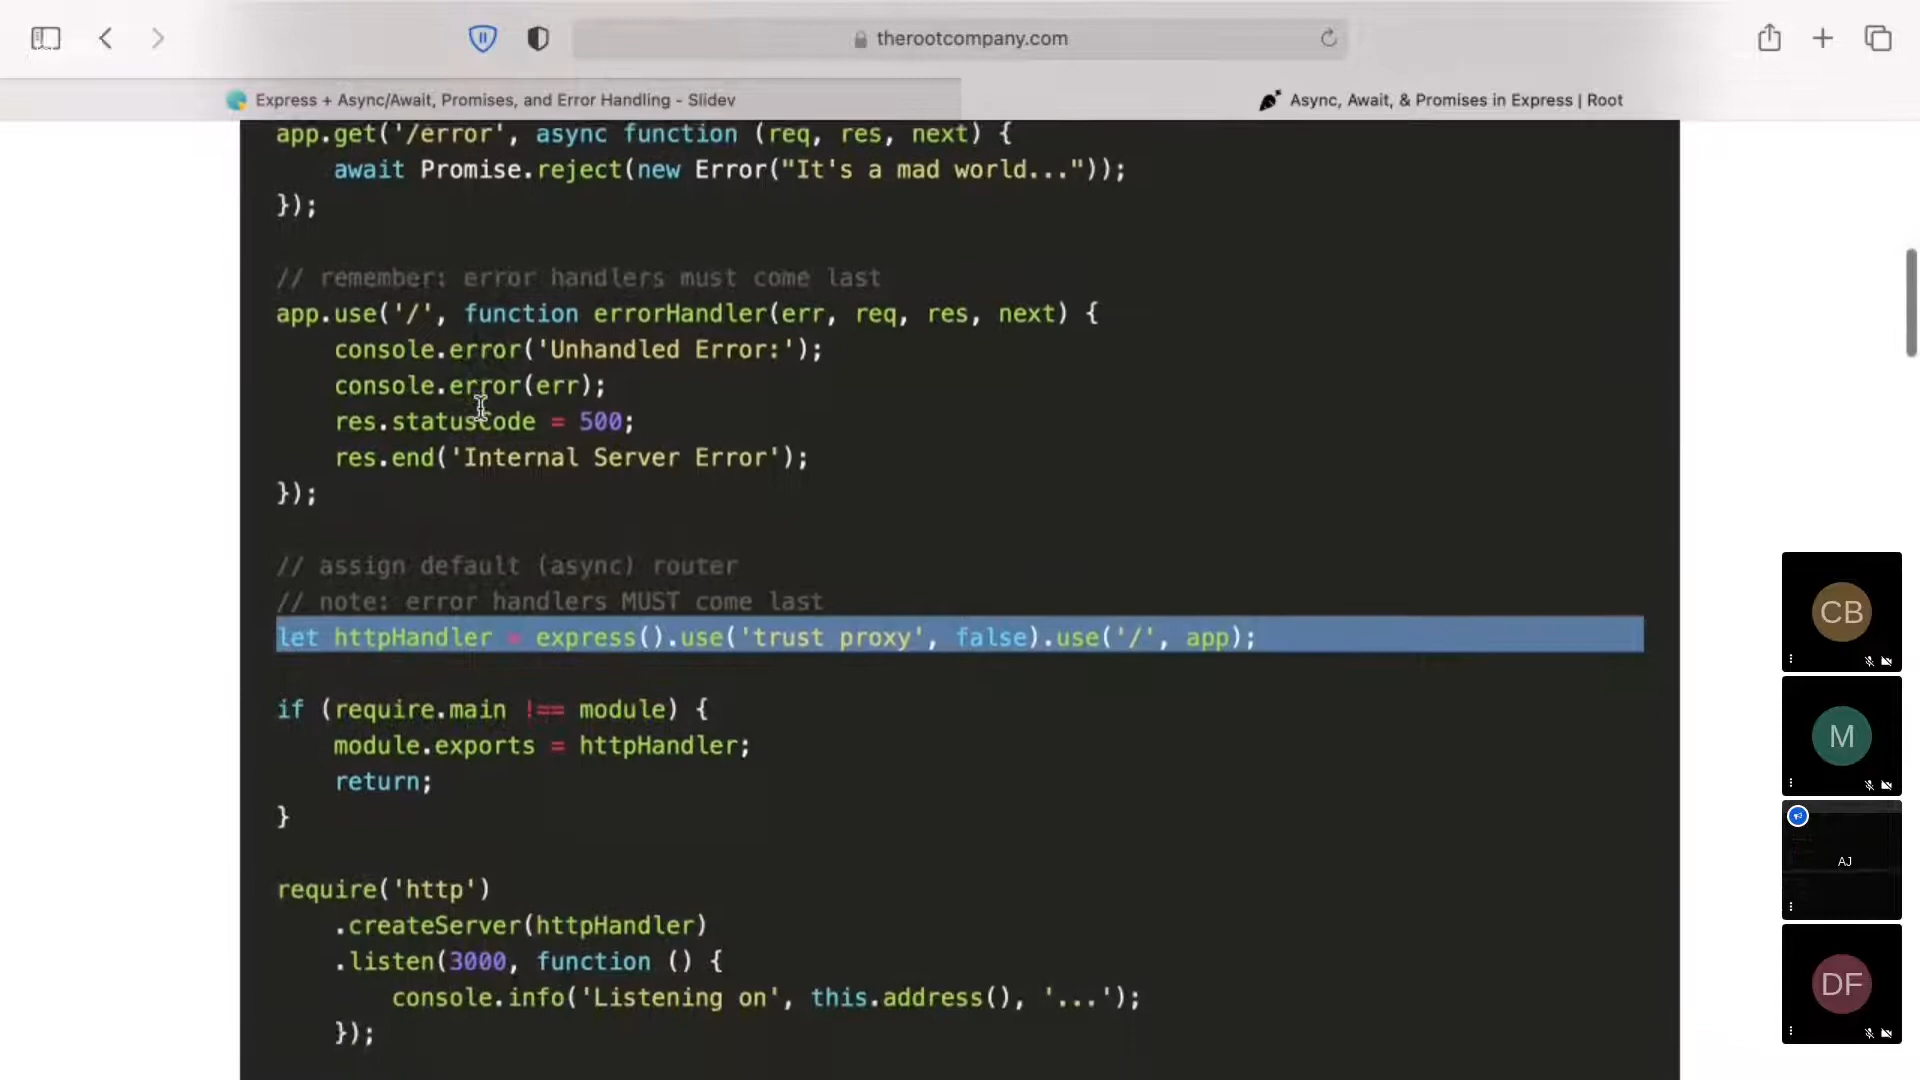 therootcompany.com
Express + Async/Await, Promises, and Error Handling - Slidev
Async, Await, & Promises in Express | Root
app.get('/error', async function (req, res, next) {
    await Promise.reject(new Error("It's a mad world..."));
});
// remember: error handlers must come last
app.use('/', function errorHandler(err, req, res, next) {
    console.error('Unhandled Error:');
    console.error(err);
    res.statusCode = 500;
    res.end('Internal Server Error');
});
// assign default (async) router
// note: error handlers MUST come last
let httpHandler = express().use('trust proxy', false).use('/', app);
if (require.main !== module) {
    module.exports = httpHandler;
    return;
}
require('http')
    .createServer(httpHandler)
    .listen(3000, function () {
        console.info('Listening on', this.address(), '...');
    });
CB
M
AJ
DF